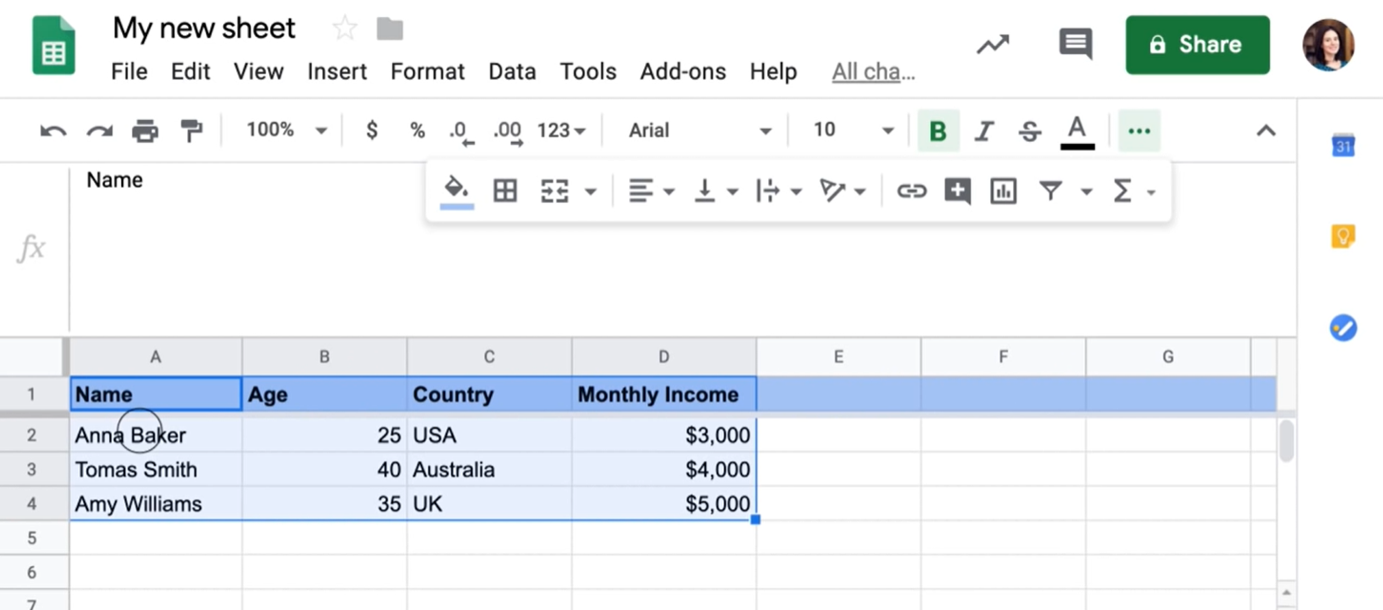 My new sheet
File Edit View Insert Format Data Tools Add-ons Help All cha...
Share
100% $ % .0 .00 123 Arial 10 B I S A
31
Name
fx
A B C D E F G
1 Name Age Country Monthly Income
2 Anna Baker 25 USA $3,000
3 Tomas Smith 40 Australia $4,000
4 Amy Williams 35 UK $5,000
5
6
7